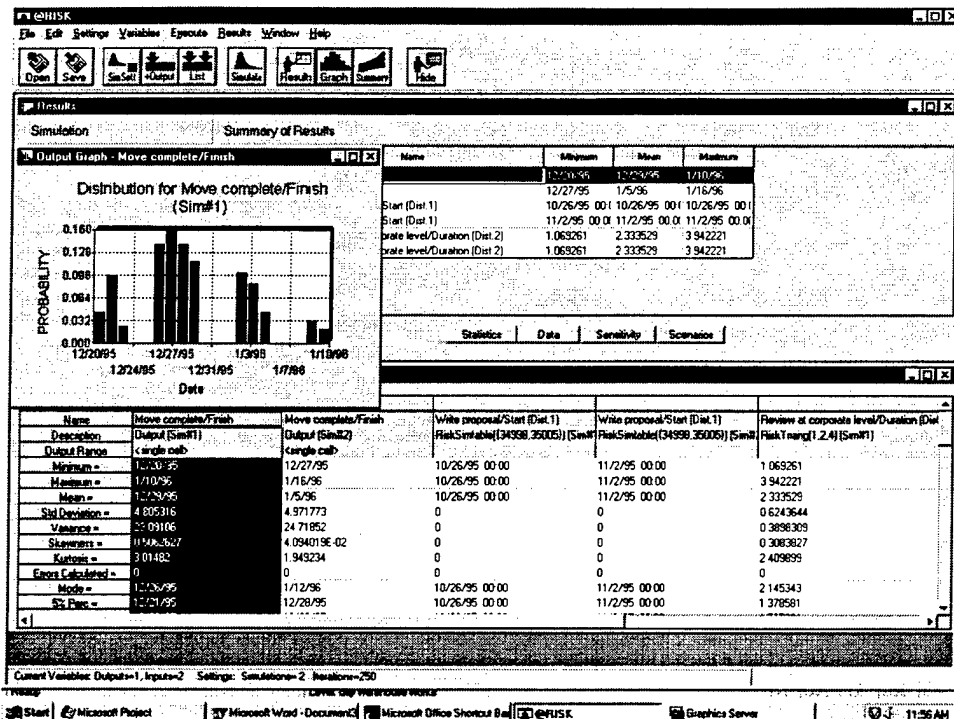 @RISK
File Edit Settings Variables Execute Results Window Help
Open Save SimSett +Output List Simulate Results Graph Summary Hide
Results
Simulation Summary of Results
Output Graph - Move complete/Finish
Name Minimum Mean Maximum
12/20/95 12/29/95 1/10/96
12/27/95 1/5/96 1/16/96
Start (Dist.1) 10/26/95 00:( 10/26/95 00:( 10/26/95 00:(
Start (Dist.1) 11/2/95 00:0( 11/2/95 00:0( 11/2/95 00:0(
orate level/Duration (Dist.2) 1.069261 2.333529 3.942221
orate level/Duration (Dist.2) 1.069261 2.333529 3.942221
Distribution for Move complete/Finish
(Sim#1)
PROBABILITY
0.160
0.128
0.096
0.064
0.032
0.000
12/20/95 12/27/95 1/3/96 1/10/96
12/24/95 12/31/95 1/7/96
Date
Statistics Data Sensitivity Scenarios
Name Move complete/Finish Move complete/Finish Write proposal/Start (Dist.1) Write proposal/Start (Dist.1) Review at corporate level/Duration (Dist
Description Output (Sim#1) Output (Sim#2) RiskSimtable({34998,35005}) (Sim#1 RiskSimtable({34998,35005}) (Sim# RiskTriang(1,2,4) (Sim#1)
Output Range <single cell> <single cell>
Minimum = 12/20/95 12/27/95 10/26/95 00:00 11/2/95 00:00 1.069261
Maximum = 1/10/96 1/16/96 10/26/95 00:00 11/2/95 00:00 3.942221
Mean = 12/29/95 1/5/96 10/26/95 00:00 11/2/95 00:00 2.333529
Std Deviation = 4.805316 4.971773 0 0 0.6243644
Variance = 23.09106 24.71852 0 0 0.3898309
Skewness = 0.5062627 4.094019E-02 0 0 0.3083827
Kurtosis = 3.01482 1.949234 0 0 2.409899
Errors Calculated = 0 0 0 0 0
Mode = 12/26/95 1/12/96 10/26/95 00:00 11/2/95 00:00 2.145343
5% Perc = 12/21/95 12/28/95 10/26/95 00:00 11/2/95 00:00 1.378581
Current Variables: Outputs=1, Inputs=2 Settings: Simulations= 2 Iterations=250
Ready
Start Microsoft Project Microsoft Word - Document3 Microsoft Office Shortcut Bar @RISK Graphics Server 11:56 AM